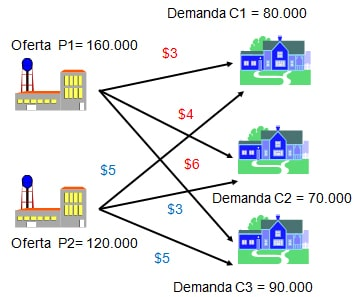 Demanda C1 = 80.000
Oferta P1= 160.000
$3
$4
$5
$6
$3
Demanda C2 = 70.000
Oferta P2= 120.000
$5
Demanda C3 = 90.000